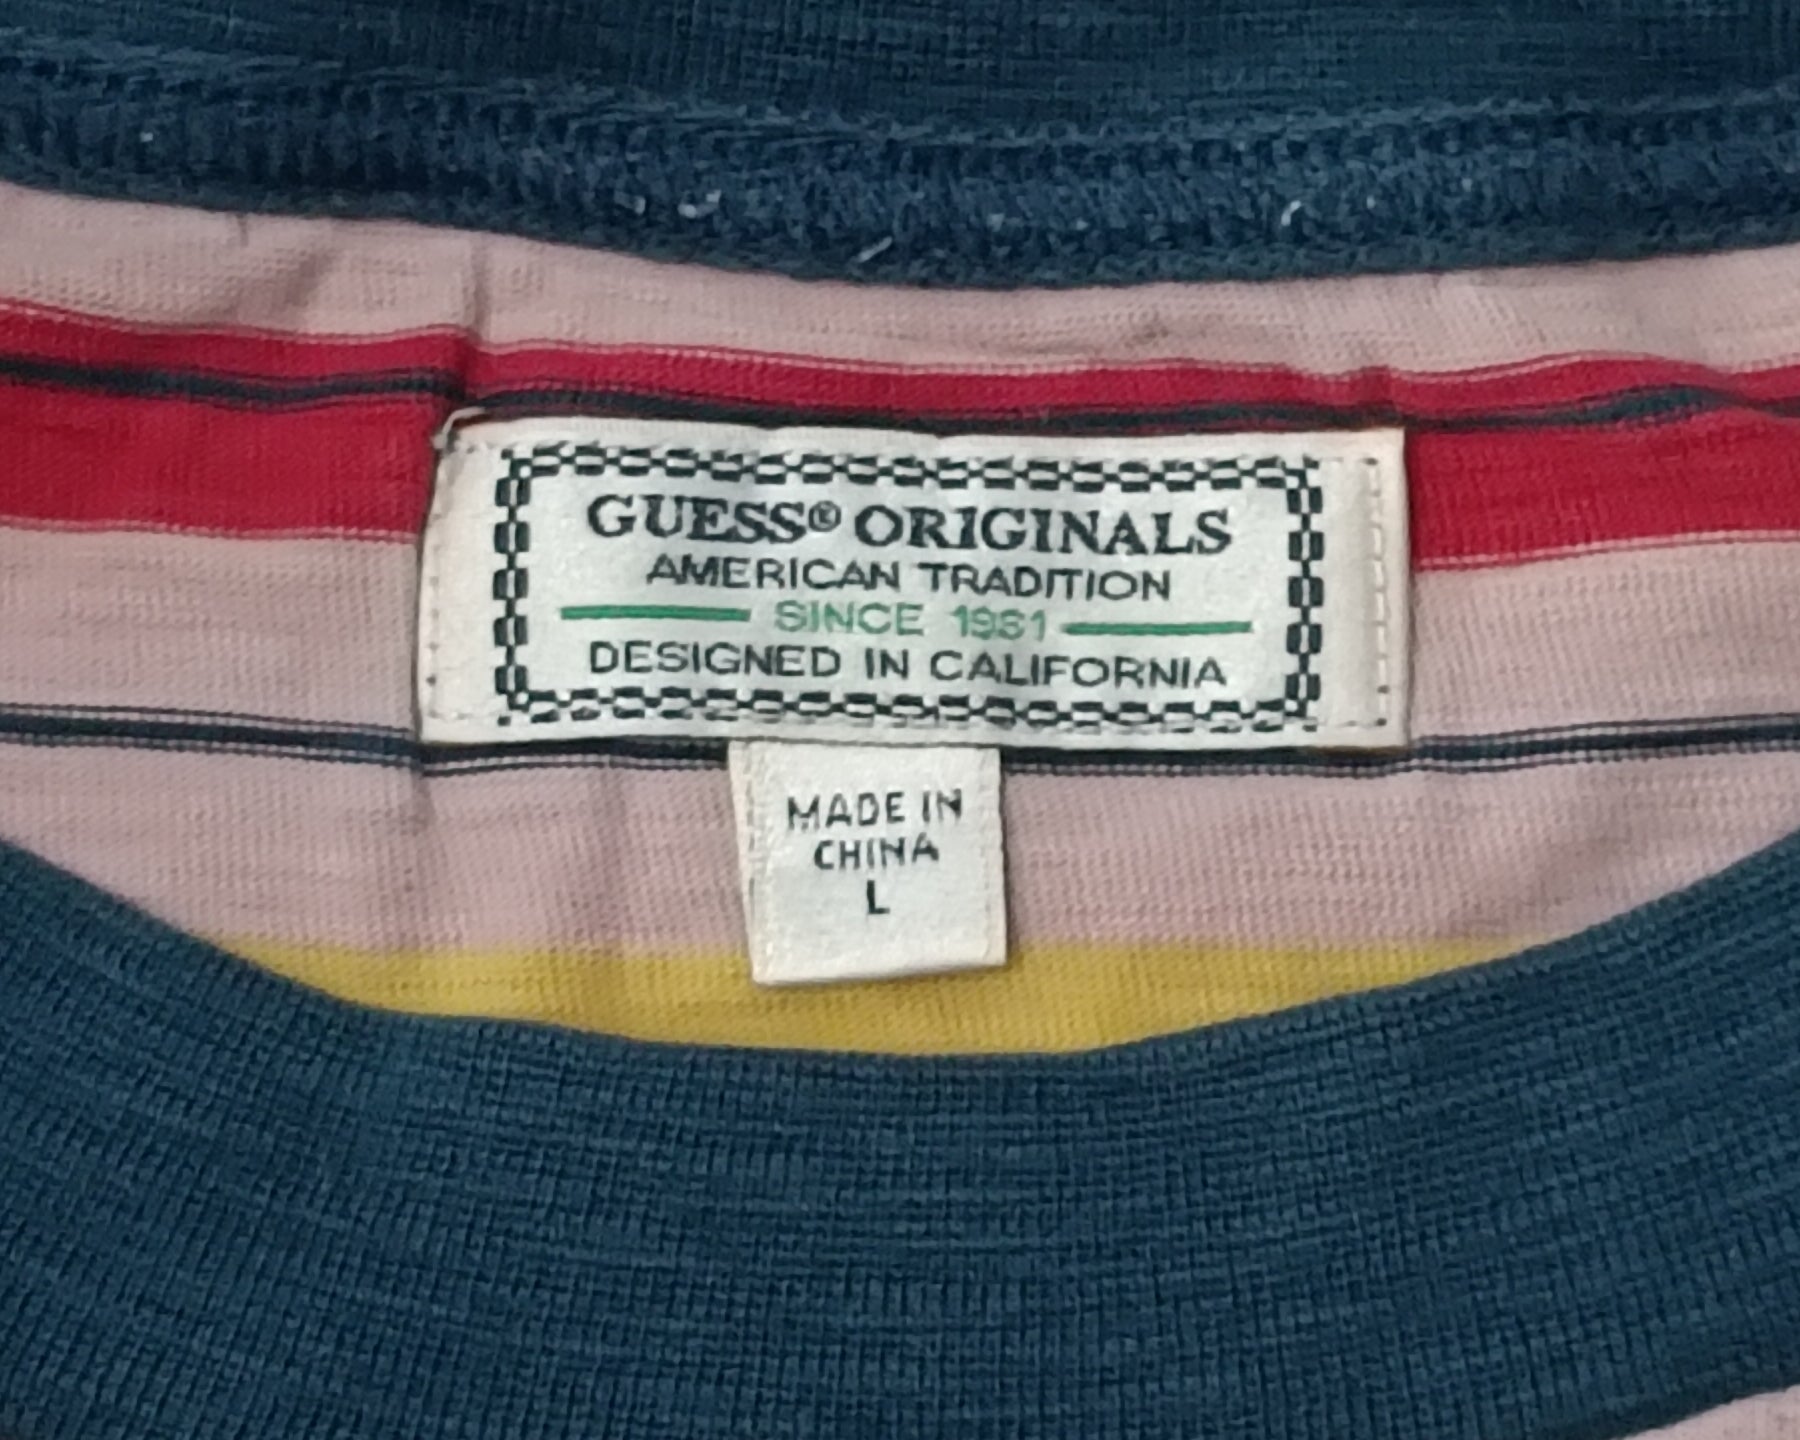 GUESS® ORIGINALS
AMERICAN TRADITION
SINCE 1981
DESIGNED IN CALIFORNIA
MADE IN
CHINA
L